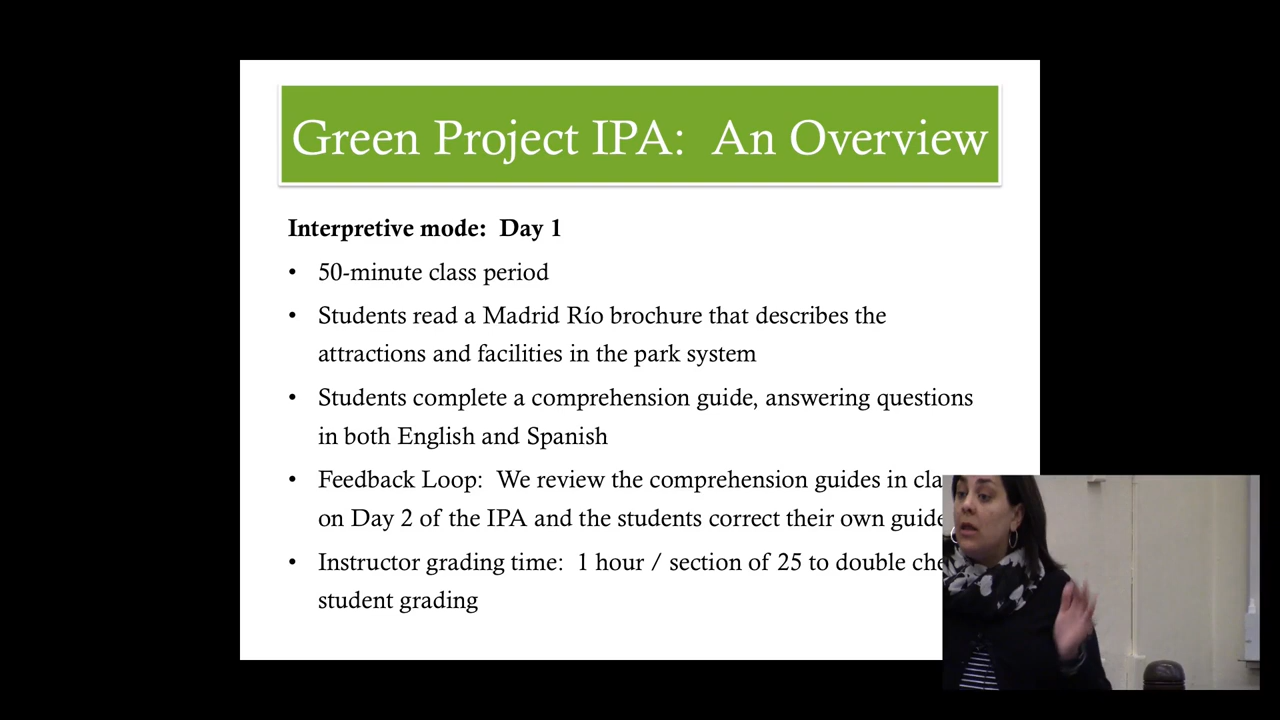 Green Project IPA: An Overview
Interpretive mode: Day 1
• 50-minute class period
• Students read a Madrid Río brochure that describes the
attractions and facilities in the park system
• Students complete a comprehension guide, answering questions
in both English and Spanish
• Feedback Loop: We review the comprehension guides in
on Day 2 of the IPA and the students correct their own
• Instructor grading time: 1 hour / section of 25 to double
student grading